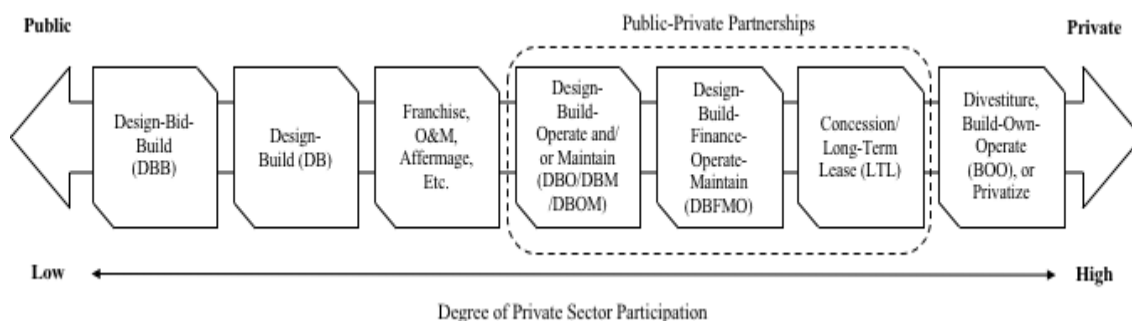 Public-Private Partnerships
Public
Private
Design-Bid-
Build
(DBB)
Design-
Build (DB)
Franchise,
O&M,
Affermage,
Etc.
Design-
Build-
Operate and/
or Maintain
(DBO/DBM
/DBOM)
Design-
Build-
Finance-
Operate-
Maintain
(DBFMO)
Concession/
Long-Term
Lease (LTL)
Divestiture,
Build-Own-
Operate
(BOO), or
Privatize
Low
High
Degree of Private Sector Participation